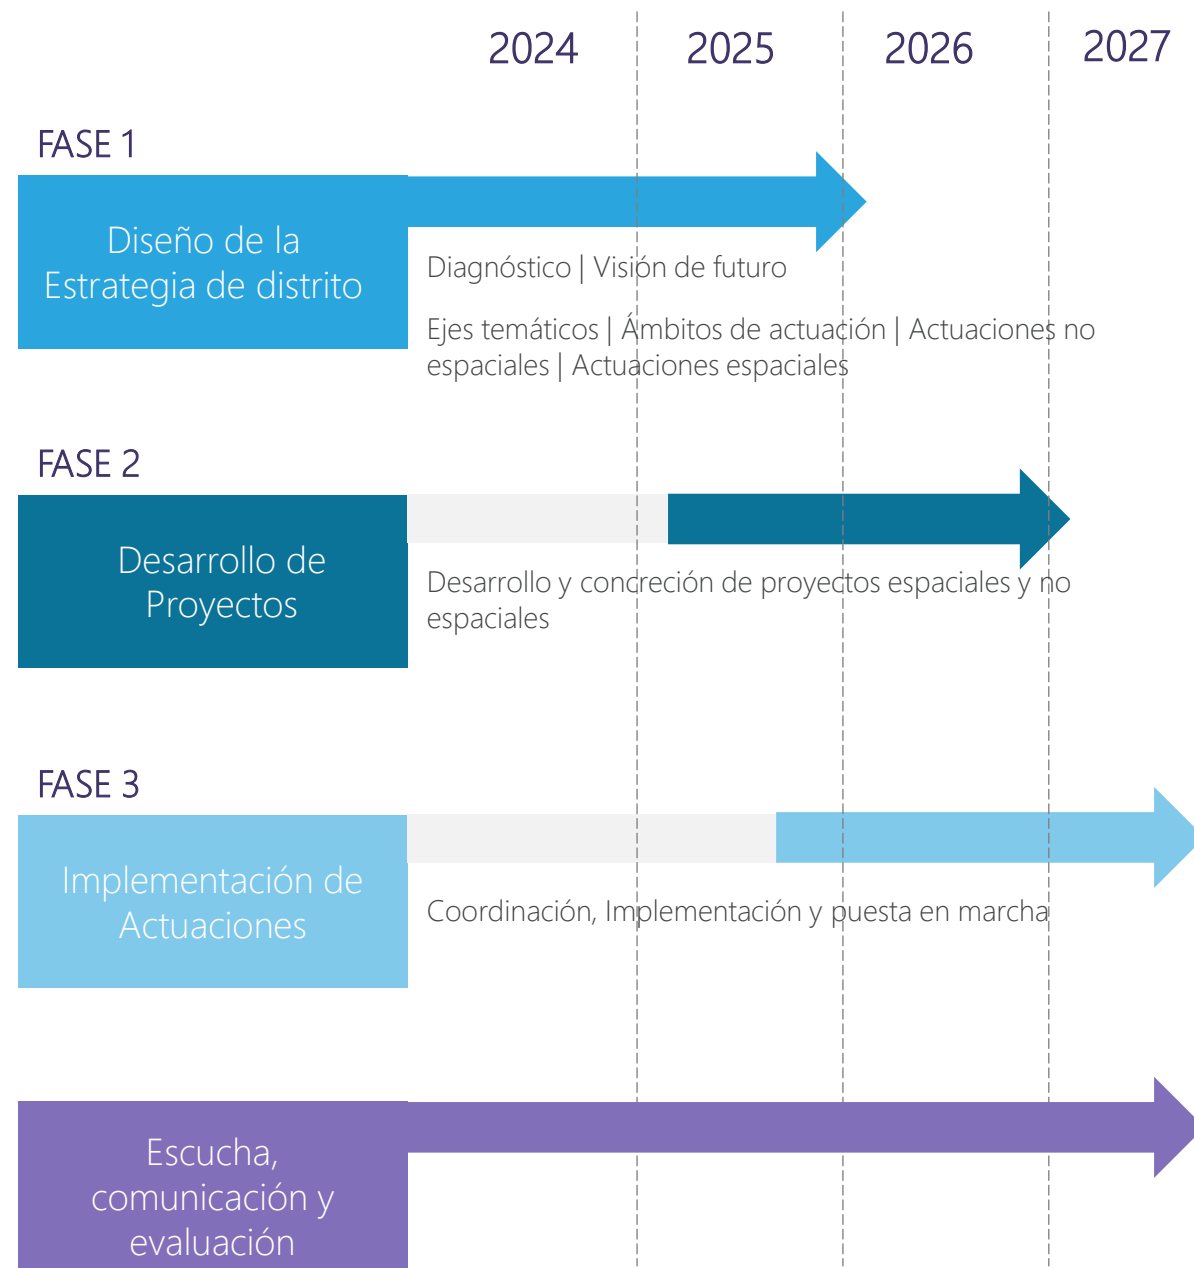 2024 2025 2026 2027
FASE 1
Diseño de la
Estrategia de distrito
Diagnóstico | Visión de futuro
Ejes temáticos | Ámbitos de actuación | Actuaciones no
espaciales | Actuaciones espaciales
FASE 2
Desarrollo de
Proyectos
Desarrollo y concreción de proyectos espaciales y no
espaciales
FASE 3
Implementación de
Actuaciones
Coordinación, Implementación y puesta en marcha
Escucha,
comunicación y
evaluación